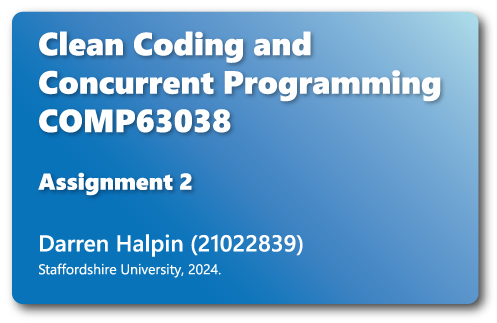 Clean Coding and
Concurrent Programming
COMP63038
Assignment 2
Darren Halpin (21022839)
Staffordshire University, 2024.